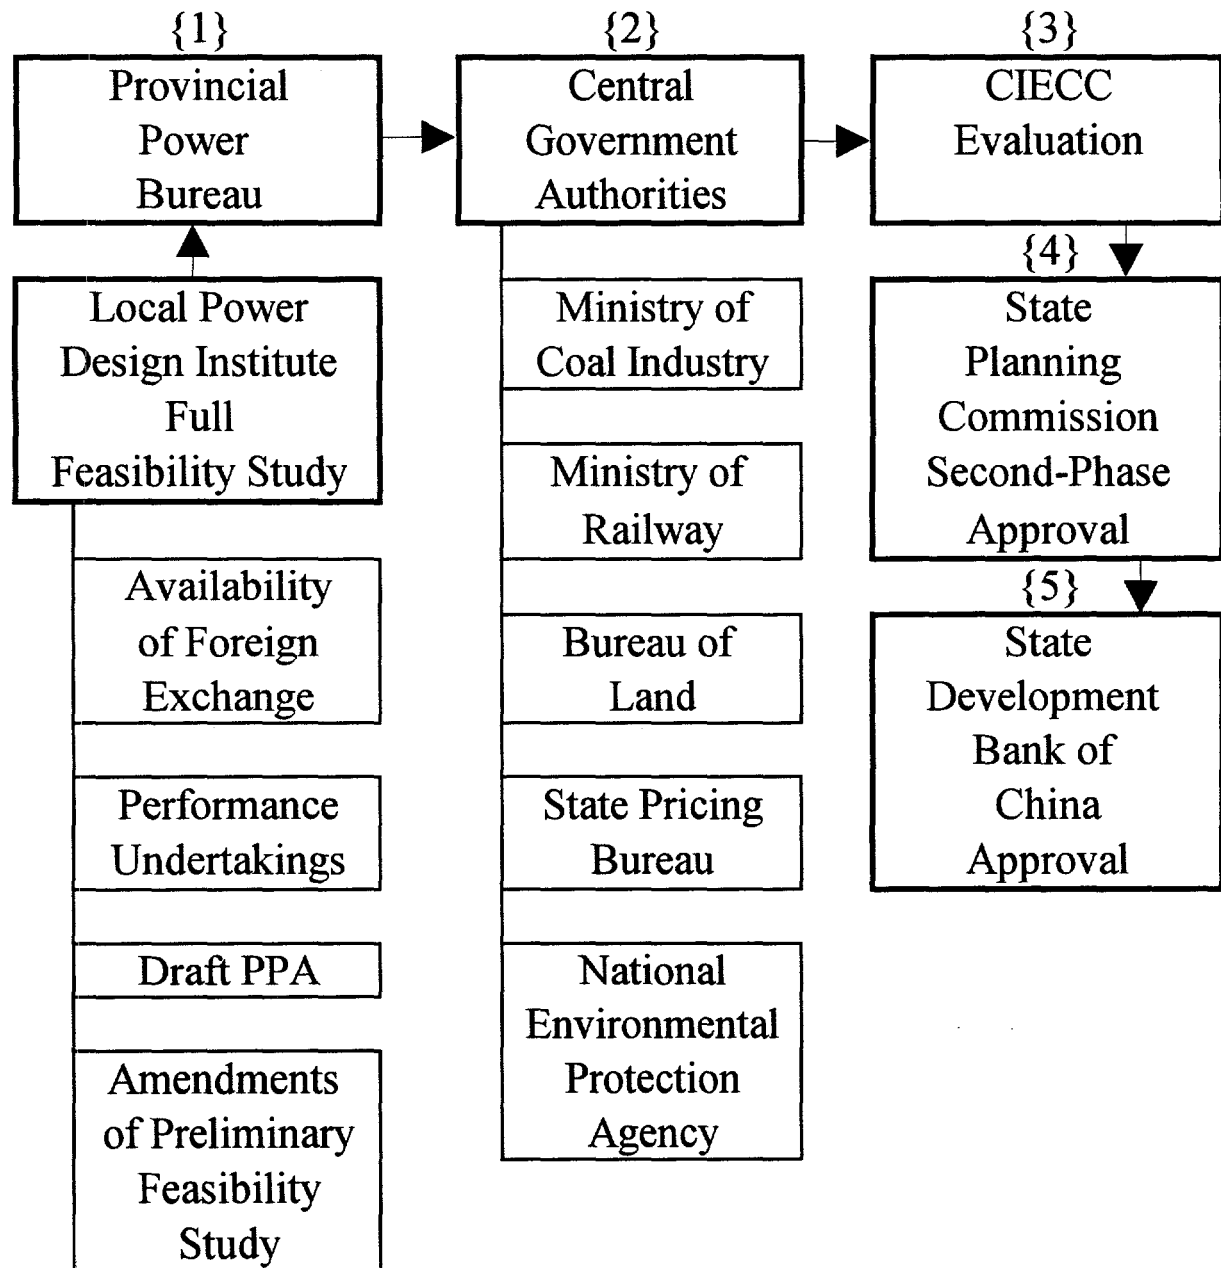 {1}
Provincial
Power
Bureau
Local Power
Design Institute
Full
Feasibility Study
Availability
of Foreign
Exchange
Performance
Undertakings
Draft PPA
Amendments
of Preliminary
Feasibility
Study
{2}
Central
Government
Authorities
Ministry of
Coal Industry
Ministry of
Railway
Bureau of
Land
State Pricing
Bureau
National
Environmental
Protection
Agency
{3}
CIECC
Evaluation
{4}
State
Planning
Commission
Second-Phase
Approval
{5}
State
Development
Bank of
China
Approval